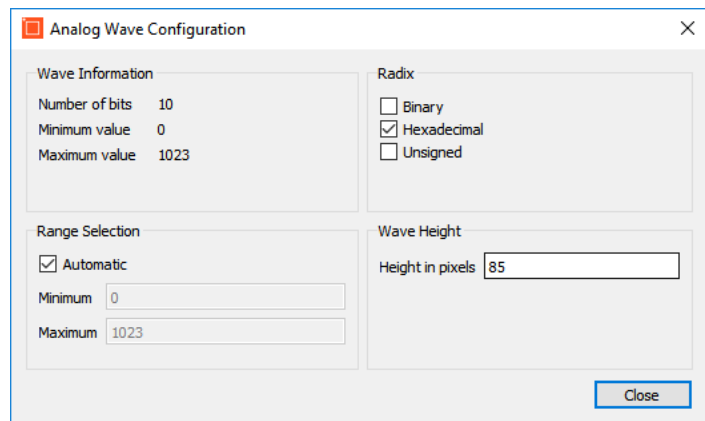 Analog Wave Configuration
Wave Information
Number of bits 10
Minimum value 0
Maximum value 1023
Radix
Binary
Hexadecimal
Unsigned
Range Selection
Automatic
Minimum 0
Maximum 1023
Wave Height
Height in pixels 85
Close